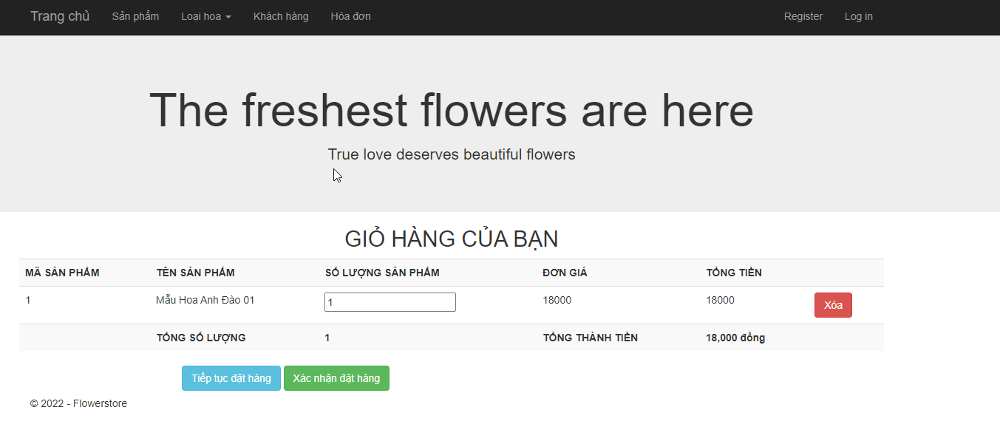 Trang chủ Sản phẩm Loại hoa Khách hàng Hóa đơn Register Log in
The freshest flowers are here
True love deserves beautiful flowers
GIỎ HÀNG CỦA BẠN
MÃ SẢN PHẨM TÊN SẢN PHẨM SỐ LƯỢNG SẢN PHẨM ĐƠN GIÁ TỔNG TIỀN
1 Mẫu Hoa Anh Đào 01 1 18000 18000 Xóa
TỔNG SỐ LƯỢNG 1 TỔNG THÀNH TIỀN 18,000 đồng
Tiếp tục đặt hàng Xác nhận đặt hàng
© 2022 - Flowerstore